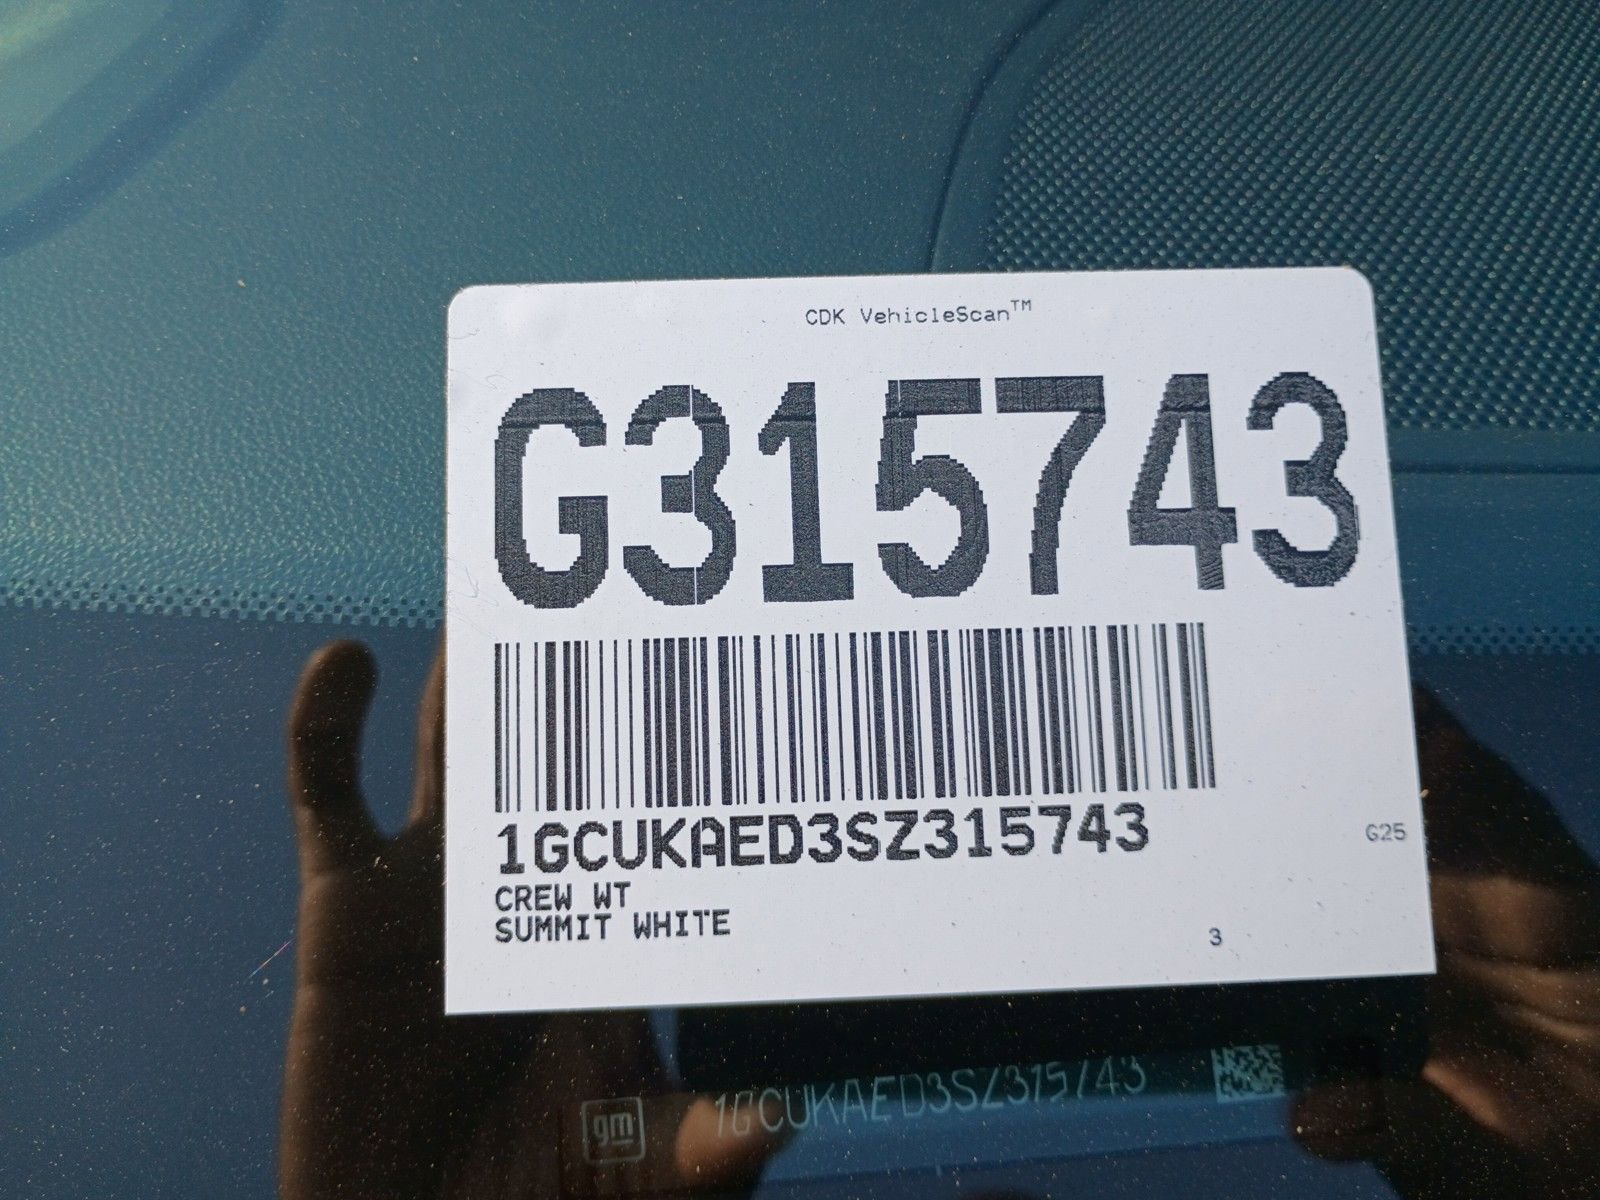 CDK VehicleScan™
G315743
1GCUKAED3SZ315743
G25
CREW WT
SUMMIT WHITE
3
gm
1GCUKAED3SZ315743